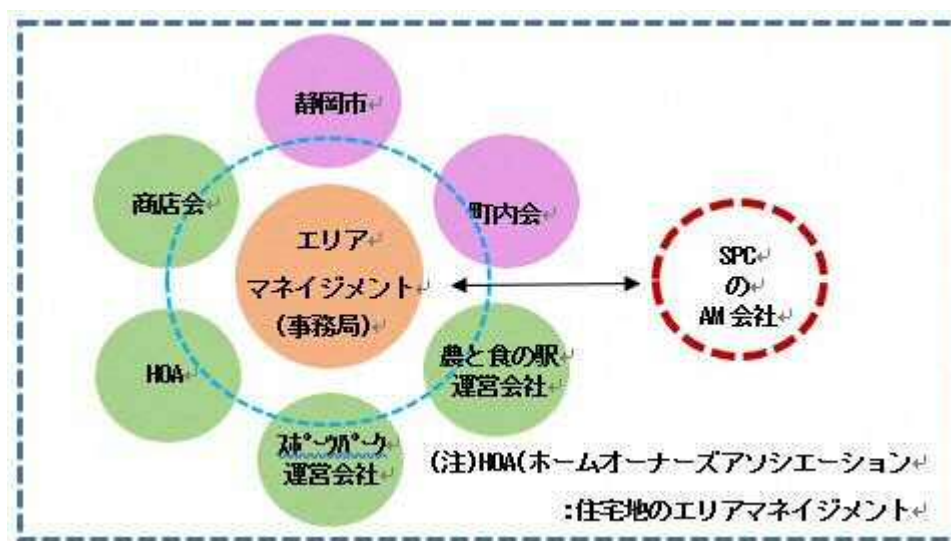 静岡市
商店会
町内会
エリア
マネイジメント
(事務局)
SPC
の
AM会社
HOA
農と食の駅
運営会社
スポーツパーク
運営会社
(注)HOA(ホームオーナーズアソシエーション
:住宅地のエリアマネイジメント